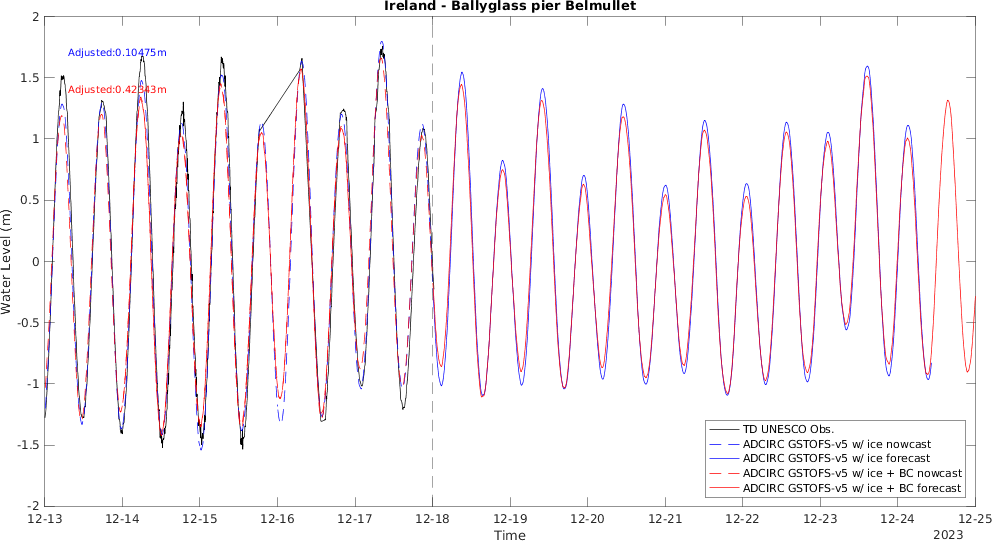 Ireland - Ballyglass pier Belmullet
2
1.5
1
0.5
0
-0.5
-1
-1.5
-2
Water Level (m)
Adjusted:0.10475m
Adjusted:0.42343m
TD UNESCO Obs.
ADCIRC GSTOFS-v5 w/ ice nowcast
ADCIRC GSTOFS-v5 w/ ice forecast
ADCIRC GSTOFS-v5 w/ ice + BC nowcast
ADCIRC GSTOFS-v5 w/ ice + BC forecast
12-13 12-14 12-15 12-16 12-17 12-18 12-19 12-20 12-21 12-22 12-23 12-24 12-25
Time
2023